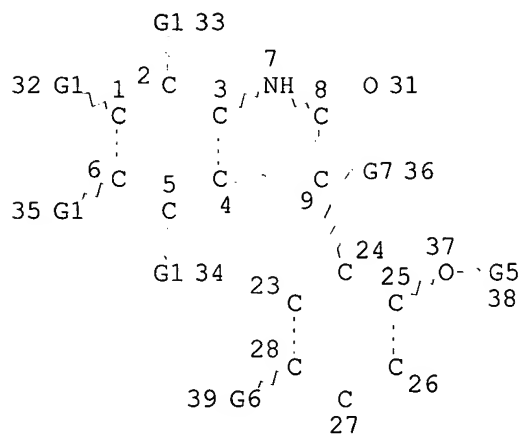 G1 33
7
32 G1 1 2 C 3 NH 8 O 31
C C C
6 C 5 C C G7 36
35 G1 C 4 9
24 37
G1 34 C 25 O G5
23 C C 38
28 C C 26
39 G6 C
27